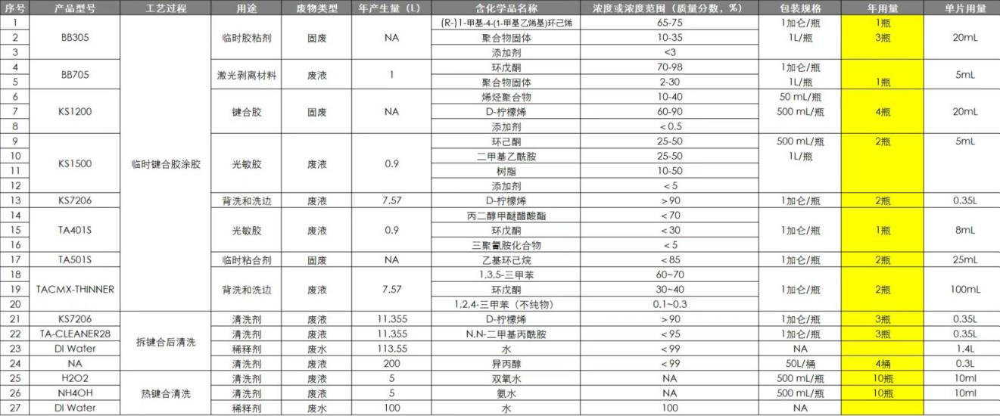 序号 产品型号 工艺过程 用途 废物类型 年产生量（L） 含化学品名称 浓度或浓度范围（质量分数，%） 包装规格 年用量 单片用量
1 BB305 临时键合胶涂胶 临时胶粘剂 固废 NA (R-)1-甲基-4-(1-甲基乙烯基)环己烯 65-75 1加仑/瓶 1瓶 20mL
2 聚合物固体 10-35 1L/瓶 3瓶
3 添加剂 <3
4 BB705 激光剥离材料 废液 1 环戊酮 70-98 1加仑/瓶 5mL
5 聚合物固体 2-30 1L/瓶 1瓶
6 KS1200 键合胶 固废 NA 烯烃聚合物 10-40 50 mL/瓶 20mL
7 D-柠檬烯 60-90 500 mL/瓶 4瓶
8 添加剂 ＜0.5
9 KS1500 光敏胶 废液 0.9 环己酮 25-50 500 mL/瓶 2瓶 5mL
10 二甲基乙酰胺 25-50 1L/瓶
11 树脂 10-50
12 添加剂 ＜5
13 KS7206 背洗和洗边 废液 7.57 D-柠檬烯 ＞90 1加仑/瓶 2瓶 0.35L
14 TA401S 光敏胶 废液 0.9 丙二醇甲醚醋酸酯 ＜70 1加仑/瓶 1瓶 8mL
15 环戊酮 ＜30
16 三聚氰胺化合物 ＜5
17 TA501S 临时粘合剂 固废 NA 乙基环己烷 ＜85 1加仑/瓶 2瓶 25mL
18 TACMX-THINNER 背洗和洗边 废液 7.57 1,3,5-三甲苯 60~70 1加仑/瓶 2瓶 100mL
19 环戊酮 30~40
20 1,2,4-三甲苯（不纯物） 0.1~0.3
21 KS7206 拆键合后清洗 清洗剂 废液 11.355 D-柠檬烯 ＞90 1加仑/瓶 3瓶 0.35L
22 TA-CLEANER28 清洗剂 废液 11.355 N,N-二甲基丙酰胺 ＜95 1加仑/瓶 3瓶 0.35L
23 DI Water 稀释剂 废水 113.55 水 ＜99 NA 1.4L
24 NA 清洗剂 废液 200 异丙醇 ＜99 50L/桶 4桶 0.3L
25 H2O2 热键合清洗 清洗剂 废液 5 双氧水 NA 500 mL/瓶 10瓶 10ml
26 NH4OH 清洗剂 废液 5 氨水 NA 500 mL/瓶 10瓶 10ml
27 DI Water 稀释剂 废水 100 水 100 NA